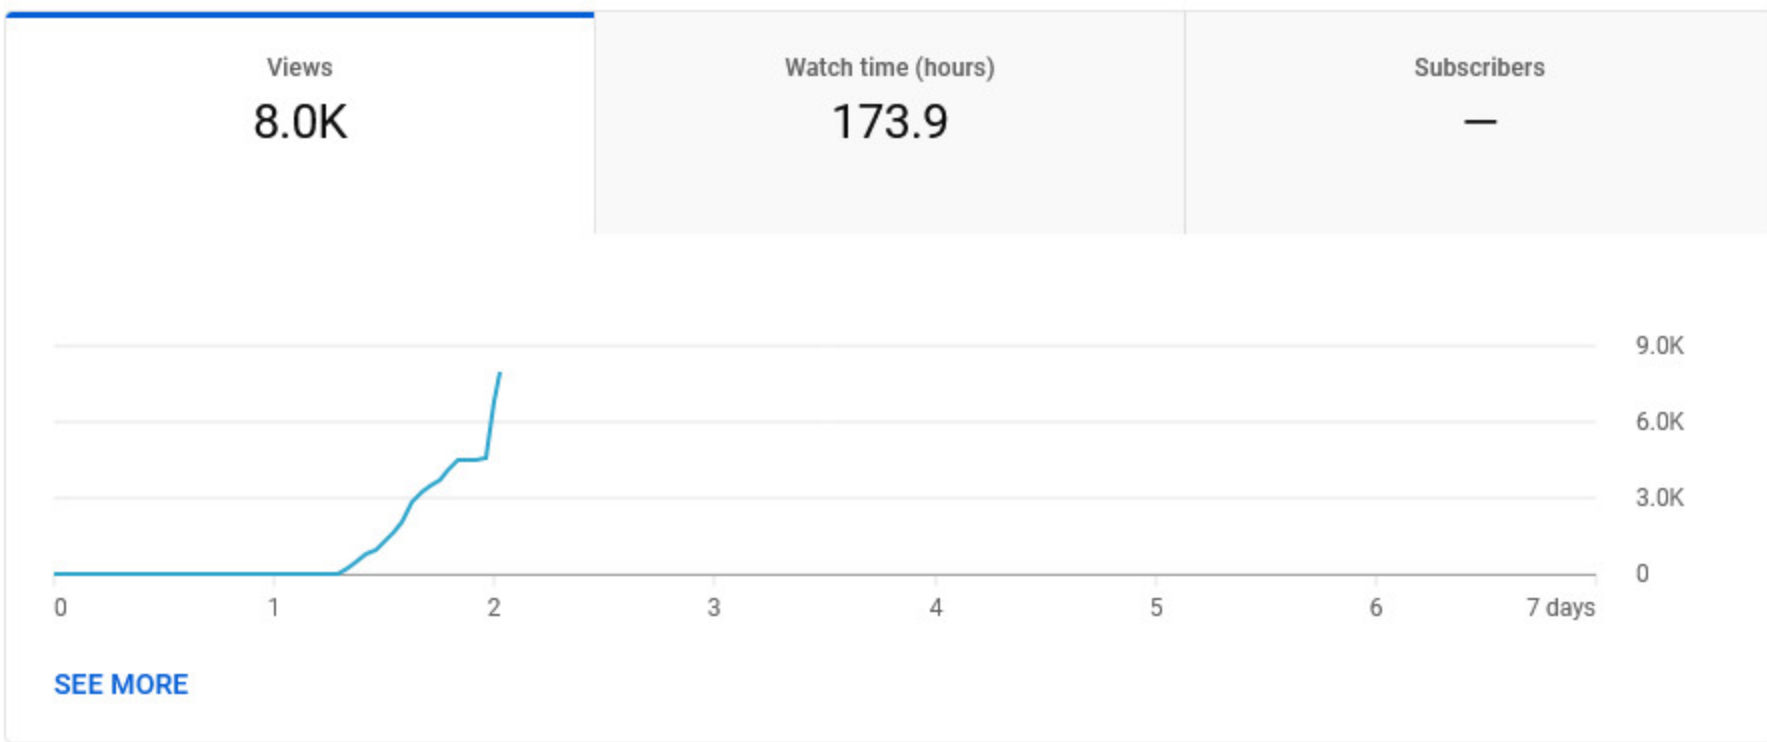 Views
8.0K
Watch time (hours)
173.9
Subscribers
—
9.0K
6.0K
3.0K
0
0 1 2 3 4 5 6 7 days
SEE MORE